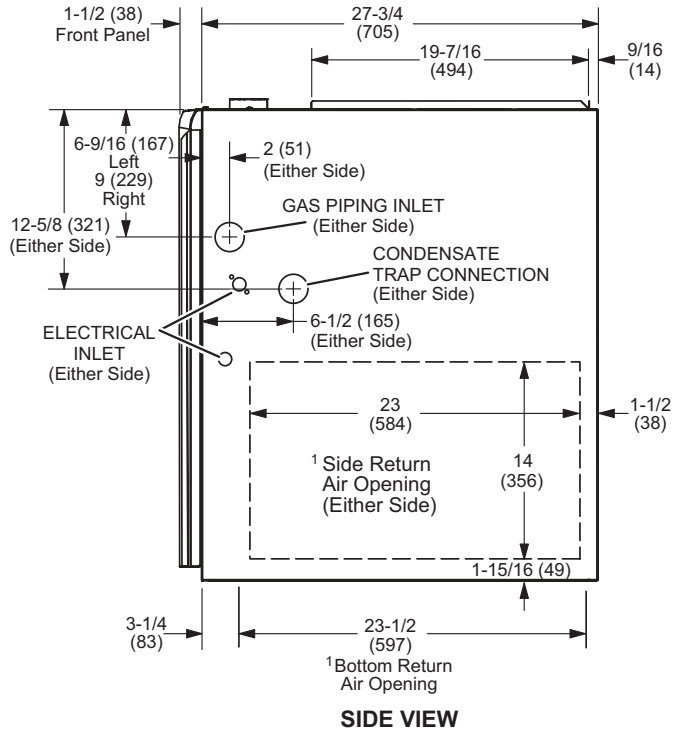 1-1/2 (38)
Front Panel
27-3/4
(705)
19-7/16
(494)
9/16
(14)
6-9/16 (167)
Left
9 (229)
Right
2 (51)
(Either Side)
12-5/8 (321)
(Either Side)
GAS PIPING INLET
(Either Side)
CONDENSATE
TRAP CONNECTION
(Either Side)
6-1/2 (165)
(Either Side)
ELECTRICAL
INLET
(Either Side)
23
(584)
1-1/2
(38)
1 Side Return
Air Opening
(Either Side)
14
(356)
1-15/16 (49)
3-1/4
(83)
23-1/2
(597)
1 Bottom Return
Air Opening
SIDE VIEW